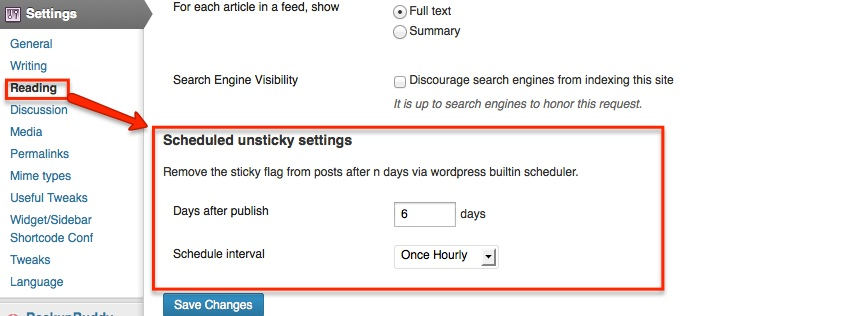 Settings
General
Writing
Reading
Discussion
Media
Permalinks
Mime types
Useful Tweaks
Widget/Sidebar
Shortcode Conf
Tweaks
Language
BackupBuddy
For each article in a feed, show
Full text
Summary
Search Engine Visibility
Discourage search engines from indexing this site
It is up to search engines to honor this request.
Scheduled unsticky settings
Remove the sticky flag from posts after n days via wordpress builtin scheduler.
Days after publish
6 days
Schedule interval
Once Hourly
Save Changes